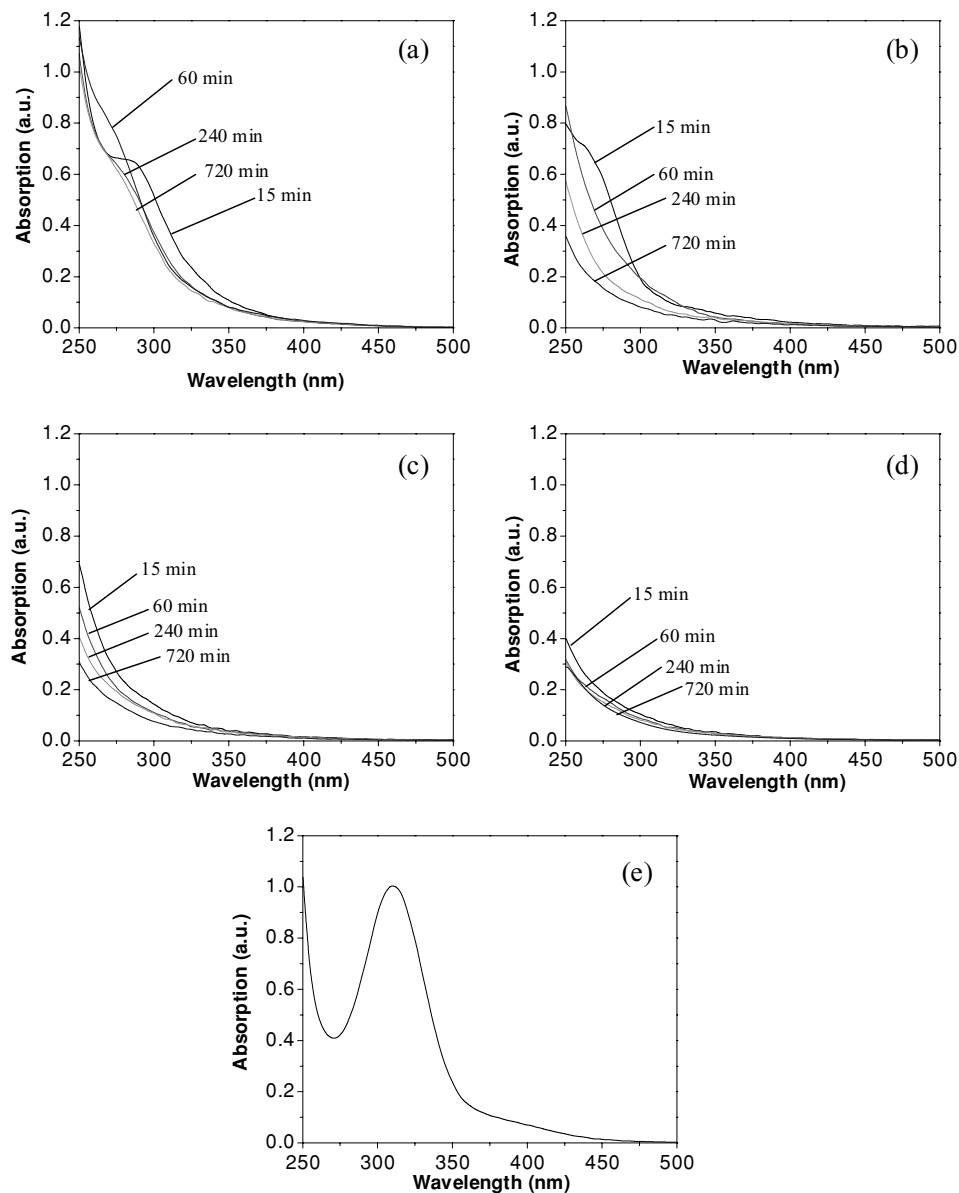 (a)
Absorption (a.u.)
1.2
1.0
0.8
0.6
0.4
0.2
0.0
60 min
240 min
720 min
15 min
250 300 350 400 450 500
Wavelength (nm)
(b)
Absorption (a.u.)
1.2
1.0
0.8
0.6
0.4
0.2
0.0
15 min
60 min
240 min
720 min
250 300 350 400 450 500
Wavelength (nm)
(c)
Absorption (a.u.)
1.2
1.0
0.8
0.6
0.4
0.2
0.0
15 min
60 min
240 min
720 min
250 300 350 400 450 500
Wavelength (nm)
(d)
Absorption (a.u.)
1.2
1.0
0.8
0.6
0.4
0.2
0.0
15 min
60 min
240 min
720 min
250 300 350 400 450 500
Wavelength (nm)
(e)
Absorption (a.u.)
1.2
1.0
0.8
0.6
0.4
0.2
0.0
250 300 350 400 450 500
Wavelength (nm)